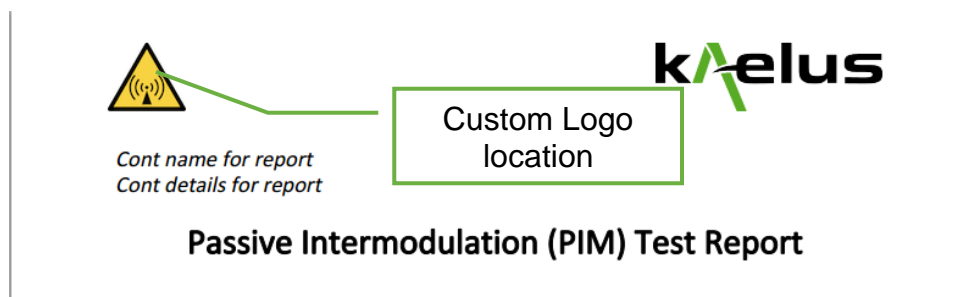 kaelus
Custom Logo
location
Cont name for report
Cont details for report
Passive Intermodulation (PIM) Test Report